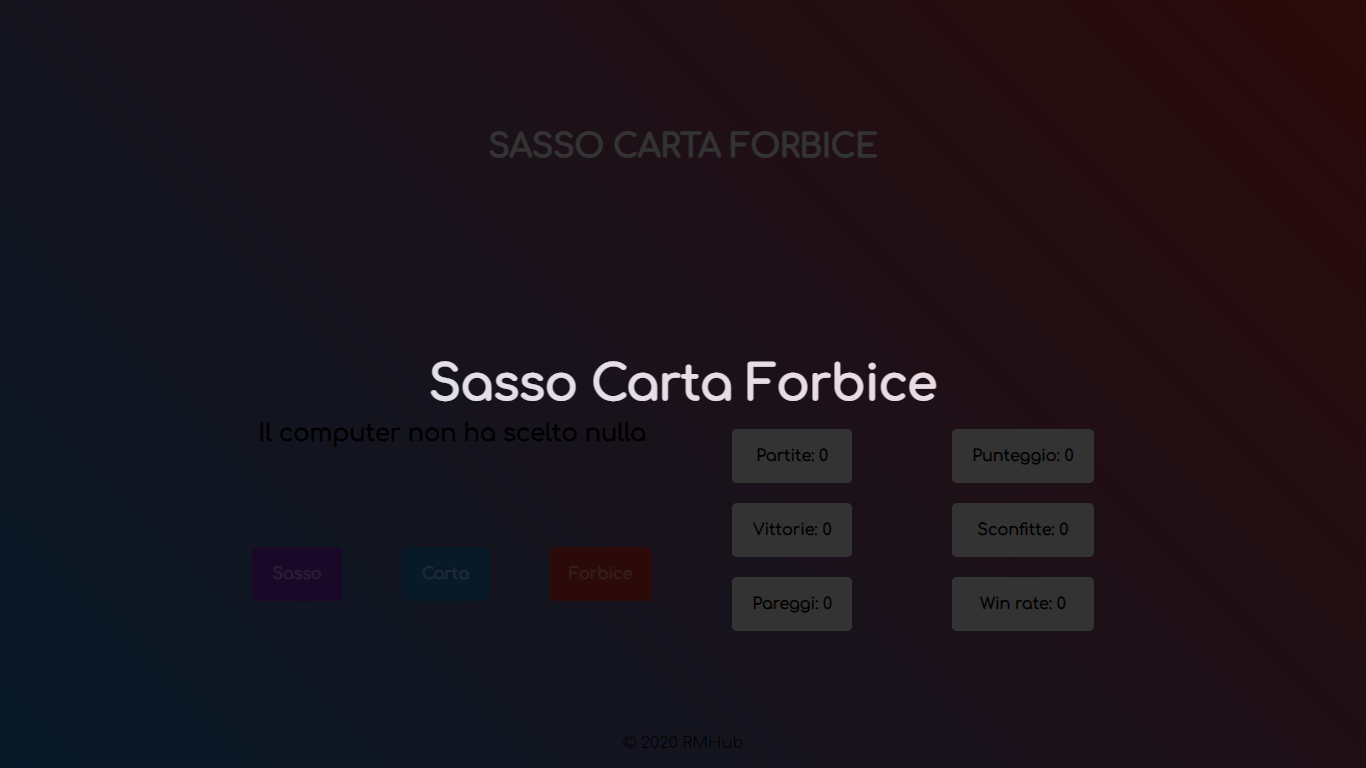 SASSO CARTA FORBICE
Sasso Carta Forbice
Il computer non ha scelto nulla
Sasso
Carta
Forbice
Partite: 0
Punteggio: 0
Vittorie: 0
Sconfitte: 0
Pareggi: 0
Win rate: 0
© 2020 RMHub